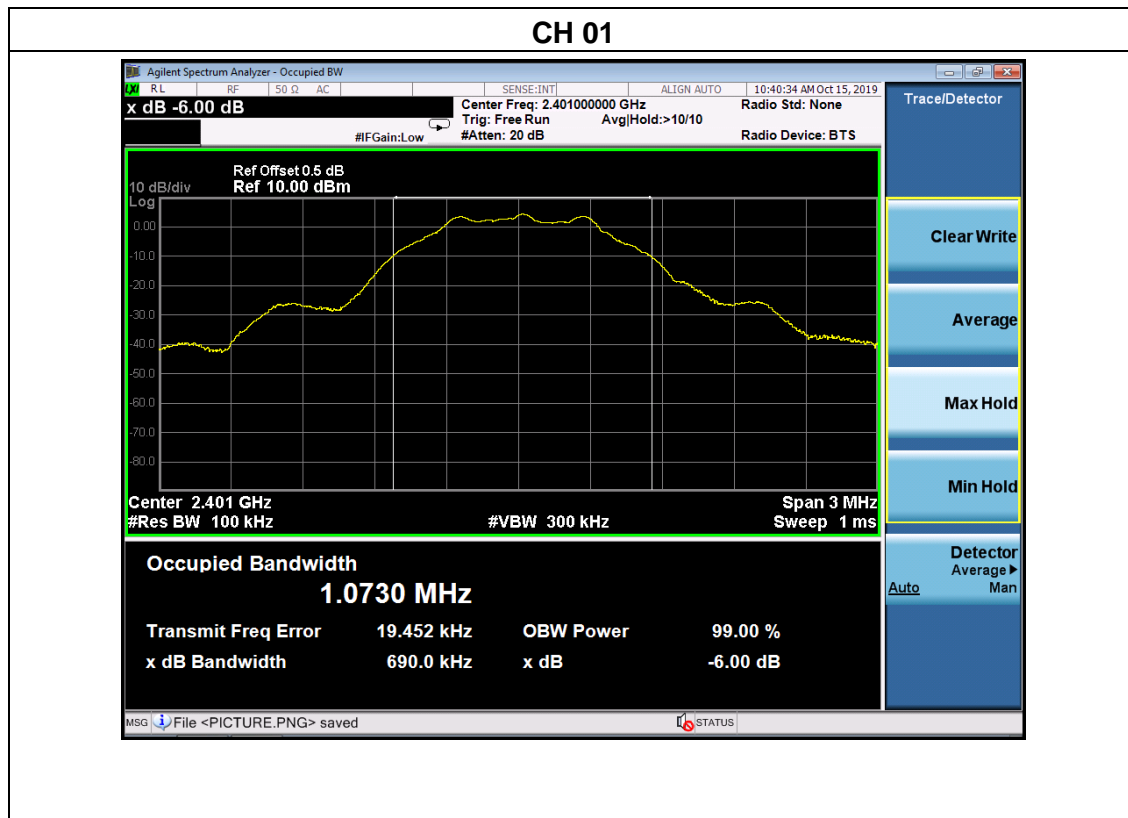 CH 01
Agilent Spectrum Analyzer - Occupied BW
LXI RL RF 50 Ω AC SENSE:INT ALIGN AUTO 10:40:34 AM Oct 15, 2019
x dB -6.00 dB
Center Freq: 2.401000000 GHz Radio Std: None
Trig: Free Run Avg|Hold:>10/10
#IFGain:Low #Atten: 20 dB Radio Device: BTS
Trace/Detector
Ref Offset 0.5 dB
10 dB/div Ref 10.00 dBm
Log
0.00
-10.0
-20.0
-30.0
-40.0
-50.0
-60.0
-70.0
-80.0
Center 2.401 GHz Span 3 MHz
#Res BW 100 kHz #VBW 300 kHz Sweep 1 ms
Clear Write
Average
Max Hold
Min Hold
Detector
Average▶
Auto Man
Occupied Bandwidth
1.0730 MHz
Transmit Freq Error 19.452 kHz OBW Power 99.00 %
x dB Bandwidth 690.0 kHz x dB -6.00 dB
MSG File <PICTURE.PNG> saved STATUS